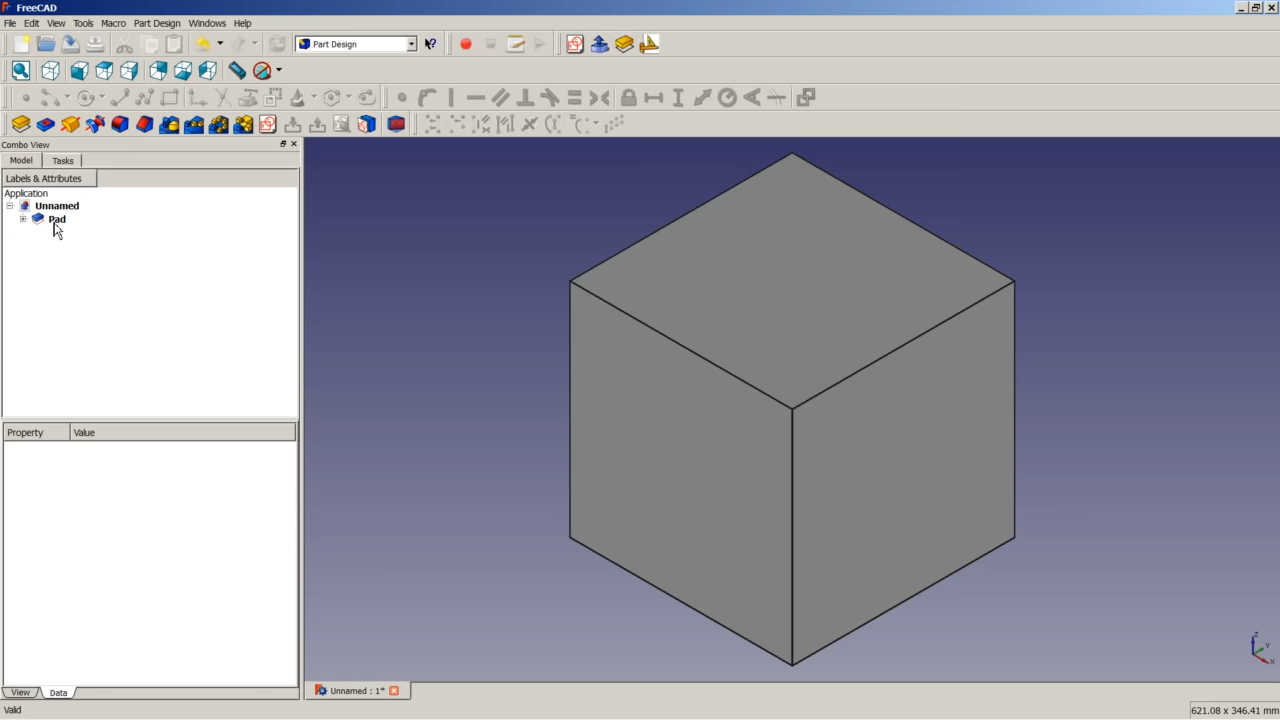 FreeCAD
File Edit View Tools Macro Part Design Windows Help
Part Design
Combo View
Model Tasks
Labels & Attributes
Application
Unnamed
Pad
Property Value
View Data
Unnamed : 1*
Z
Y
X
Valid
621.08 x 346.41 mm